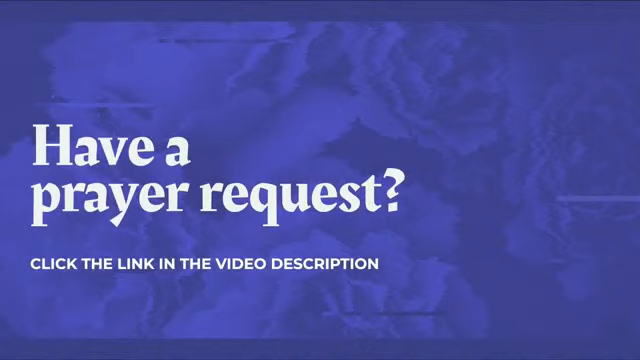 Have a
prayer request?
CLICK THE LINK IN THE VIDEO DESCRIPTION